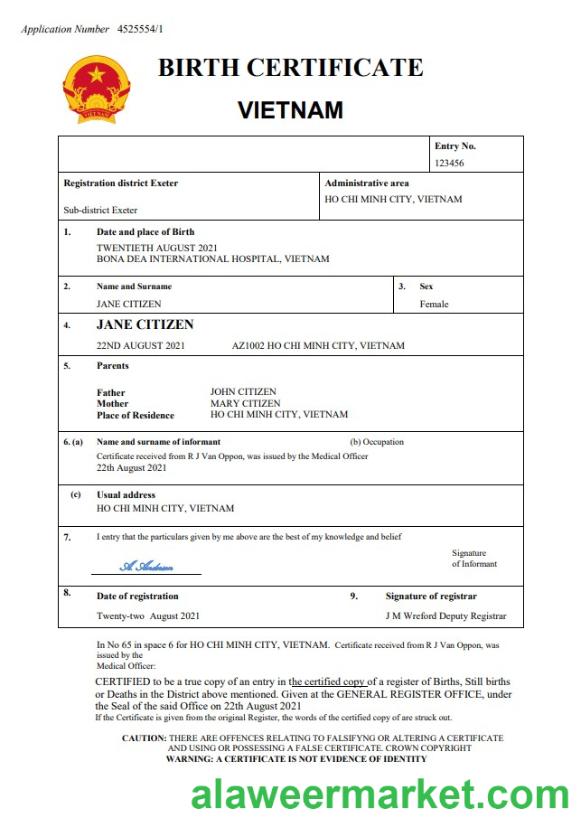 Application Number 4525554/1
BIRTH CERTIFICATE
VIETNAM
VIETNAM
Entry No.
123456
Registration district Exeter
Sub-district Exeter
Administrative area
HO CHI MINH CITY, VIETNAM
1. Date and place of Birth
TWENTIETH AUGUST 2021
BONA DEA INTERNATIONAL HOSPITAL, VIETNAM
2. Name and Surname
JANE CITIZEN
3. Sex
Female
4. JANE CITIZEN
22ND AUGUST 2021 AZ1002 HO CHI MINH CITY, VIETNAM
5. Parents
Father JOHN CITIZEN
Mother MARY CITIZEN
Place of Residence HO CHI MINH CITY, VIETNAM
6. (a) Name and surname of informant (b) Occupation
Certificate received from R J Van Oppon, was issued by the Medical Officer
22th August 2021
(c) Usual address
HO CHI MINH CITY, VIETNAM
7. I entry that the particulars given by me above are the best of my knowledge and belief
A. Anderson
Signature
of Informant
8. Date of registration
Twenty-two August 2021
9. Signature of registrar
J M Wreford Deputy Registrar
In No 65 in space 6 for HO CHI MINH CITY, VIETNAM. Certificate received from R J Van Oppon, was
issued by the
Medical Officer:
CERTIFIED to be a true copy of an entry in the certified copy of a register of Births, Still births
or Deaths in the District above mentioned. Given at the GENERAL REGISTER OFFICE, under
the Seal of the said Office on 22th August 2021
If the Certificate is given from the original Register, the words of the certified copy of are struck out.
CAUTION: THERE ARE OFFENCES RELATING TO FALSIFYNG OR ALTERING A CERTIFICATE
AND USING OR POSSESSING A FALSE CERTIFICATE. CROWN COPYRIGHT
WARNING: A CERTIFICATE IS NOT EVIDENCE OF IDENTITY
alaweermarket.com